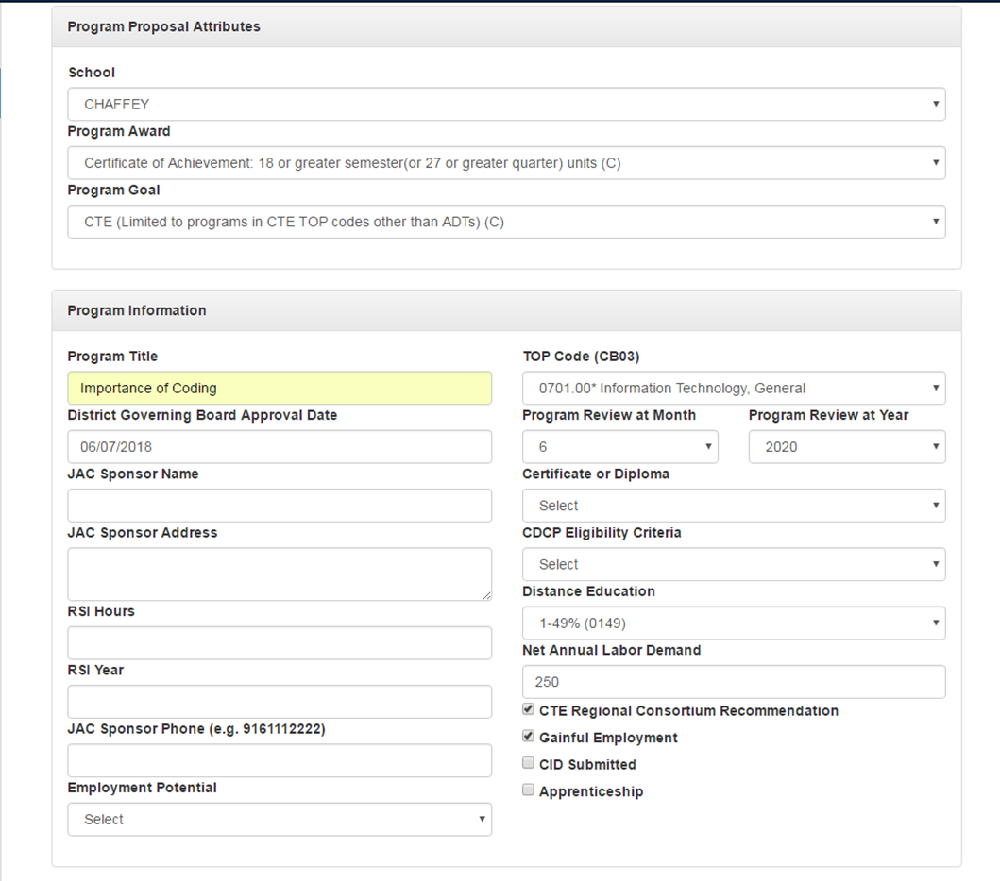 Program Proposal Attributes
School
CHAFFEY
Program Award
Certificate of Achievement: 18 or greater semester(or 27 or greater quarter) units (C)
Program Goal
CTE (Limited to programs in CTE TOP codes other than ADTs) (C)
Program Information
Program Title
Importance of Coding
District Governing Board Approval Date
06/07/2018
JAC Sponsor Name
JAC Sponsor Address
RSI Hours
RSI Year
JAC Sponsor Phone (e.g. 9161112222)
Employment Potential
Select
TOP Code (CB03)
0701.00* Information Technology, General
Program Review at Month Program Review at Year
6 2020
Certificate or Diploma
Select
CDCP Eligibility Criteria
Select
Distance Education
1-49% (0149)
Net Annual Labor Demand
250
CTE Regional Consortium Recommendation
Gainful Employment
CID Submitted
Apprenticeship